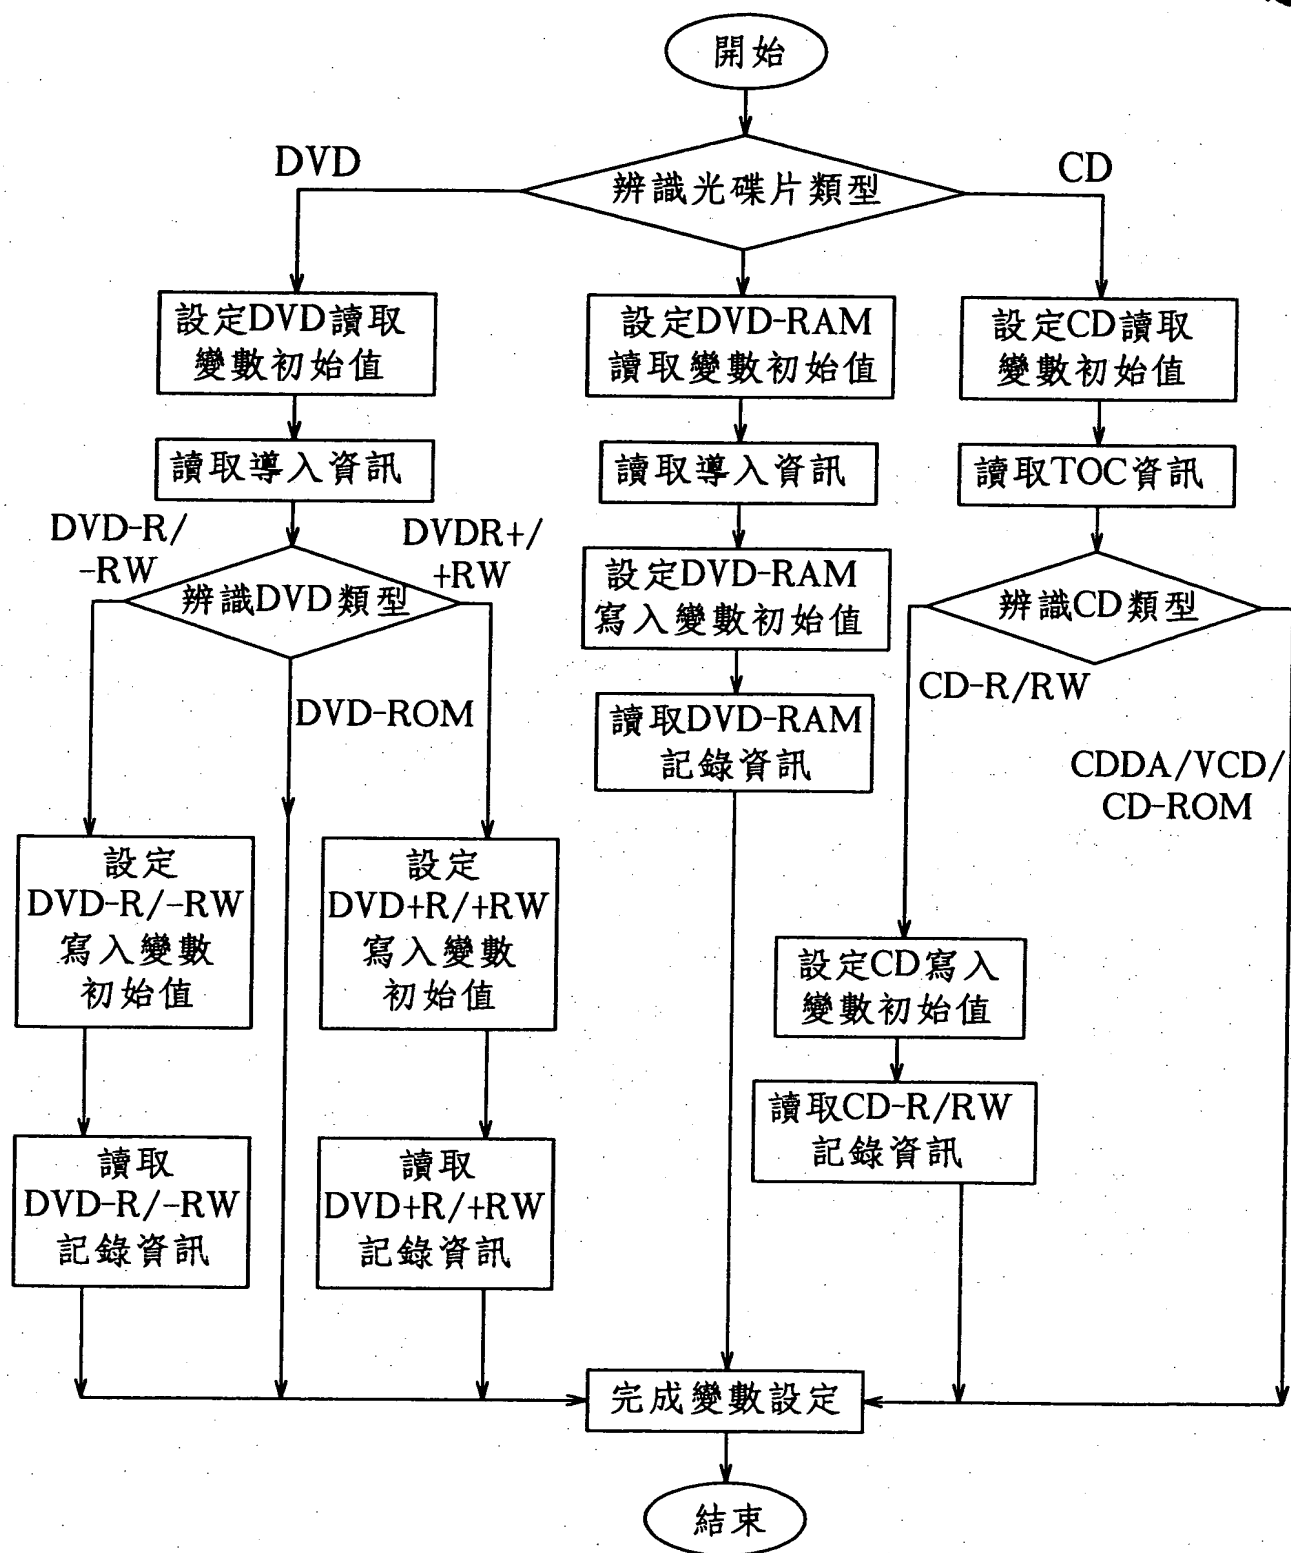 開始
DVD
辨識光碟片類型
CD
設定DVD讀取
變數初始值
設定DVD-RAM
讀取變數初始值
設定CD讀取
變數初始值
讀取導入資訊
讀取導入資訊
讀取TOC資訊
DVD-R/
-RW
DVDR+/
+RW
辨識DVD類型
設定DVD-RAM
寫入變數初始值
辨識CD類型
DVD-ROM
讀取DVD-RAM
記錄資訊
CD-R/RW
CDDA/VCD/
CD-ROM
設定
DVD-R/-RW
寫入變數
初始值
設定
DVD+R/+RW
寫入變數
初始值
設定CD寫入
變數初始值
讀取CD-R/RW
記錄資訊
讀取
DVD-R/-RW
記錄資訊
讀取
DVD+R/+RW
記錄資訊
完成變數設定
結束